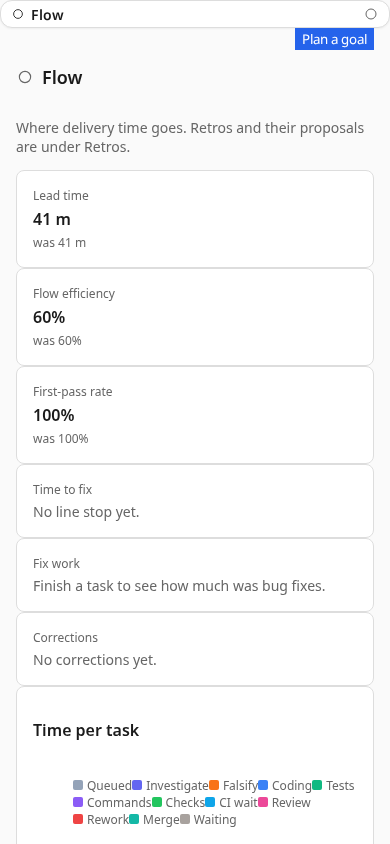 Flow
Plan a goal
Flow
Where delivery time goes. Retros and their proposals
are under Retros.
Lead time
41 m
was 41 m
Flow efficiency
60%
was 60%
First-pass rate
100%
was 100%
Time to fix
No line stop yet.
Fix work
Finish a task to see how much was bug fixes.
Corrections
No corrections yet.
Time per task
Queued Investigate Falsify Coding Tests
Commands Checks CI wait Review
Rework Merge Waiting